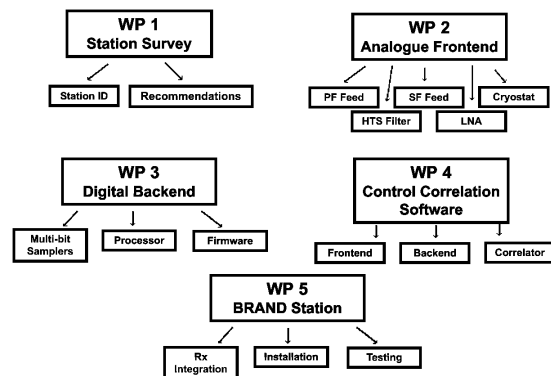 WP 1
Station Survey
Station ID
Recommendations
WP 2
Analogue Frontend
PF Feed
SF Feed
Cryostat
HTS Filter
LNA
WP 3
Digital Backend
Multi-bit
Samplers
Processor
Firmware
WP 4
Control Correlation
Software
Frontend
Backend
Correlator
WP 5
BRAND Station
Rx
Integration
Installation
Testing